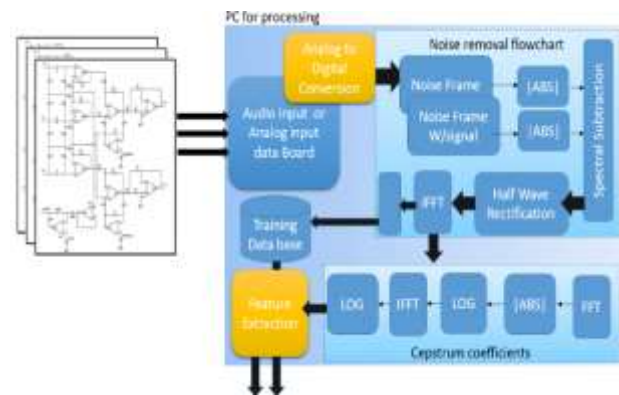 PC for processing
Analog to
Digital
Conversion
Audio Input or
Analog input
data Board
Noise removal flowchart
Noise Frame
|ABS|
Noise Frame
W/signal
|ABS|
Spectral Subtraction
Half Wave
Rectification
IFFT
Training
Data base
Feature
Extraction
LOG
IFFT
LOG
|ABS|
FFT
Cepstrum coefficients